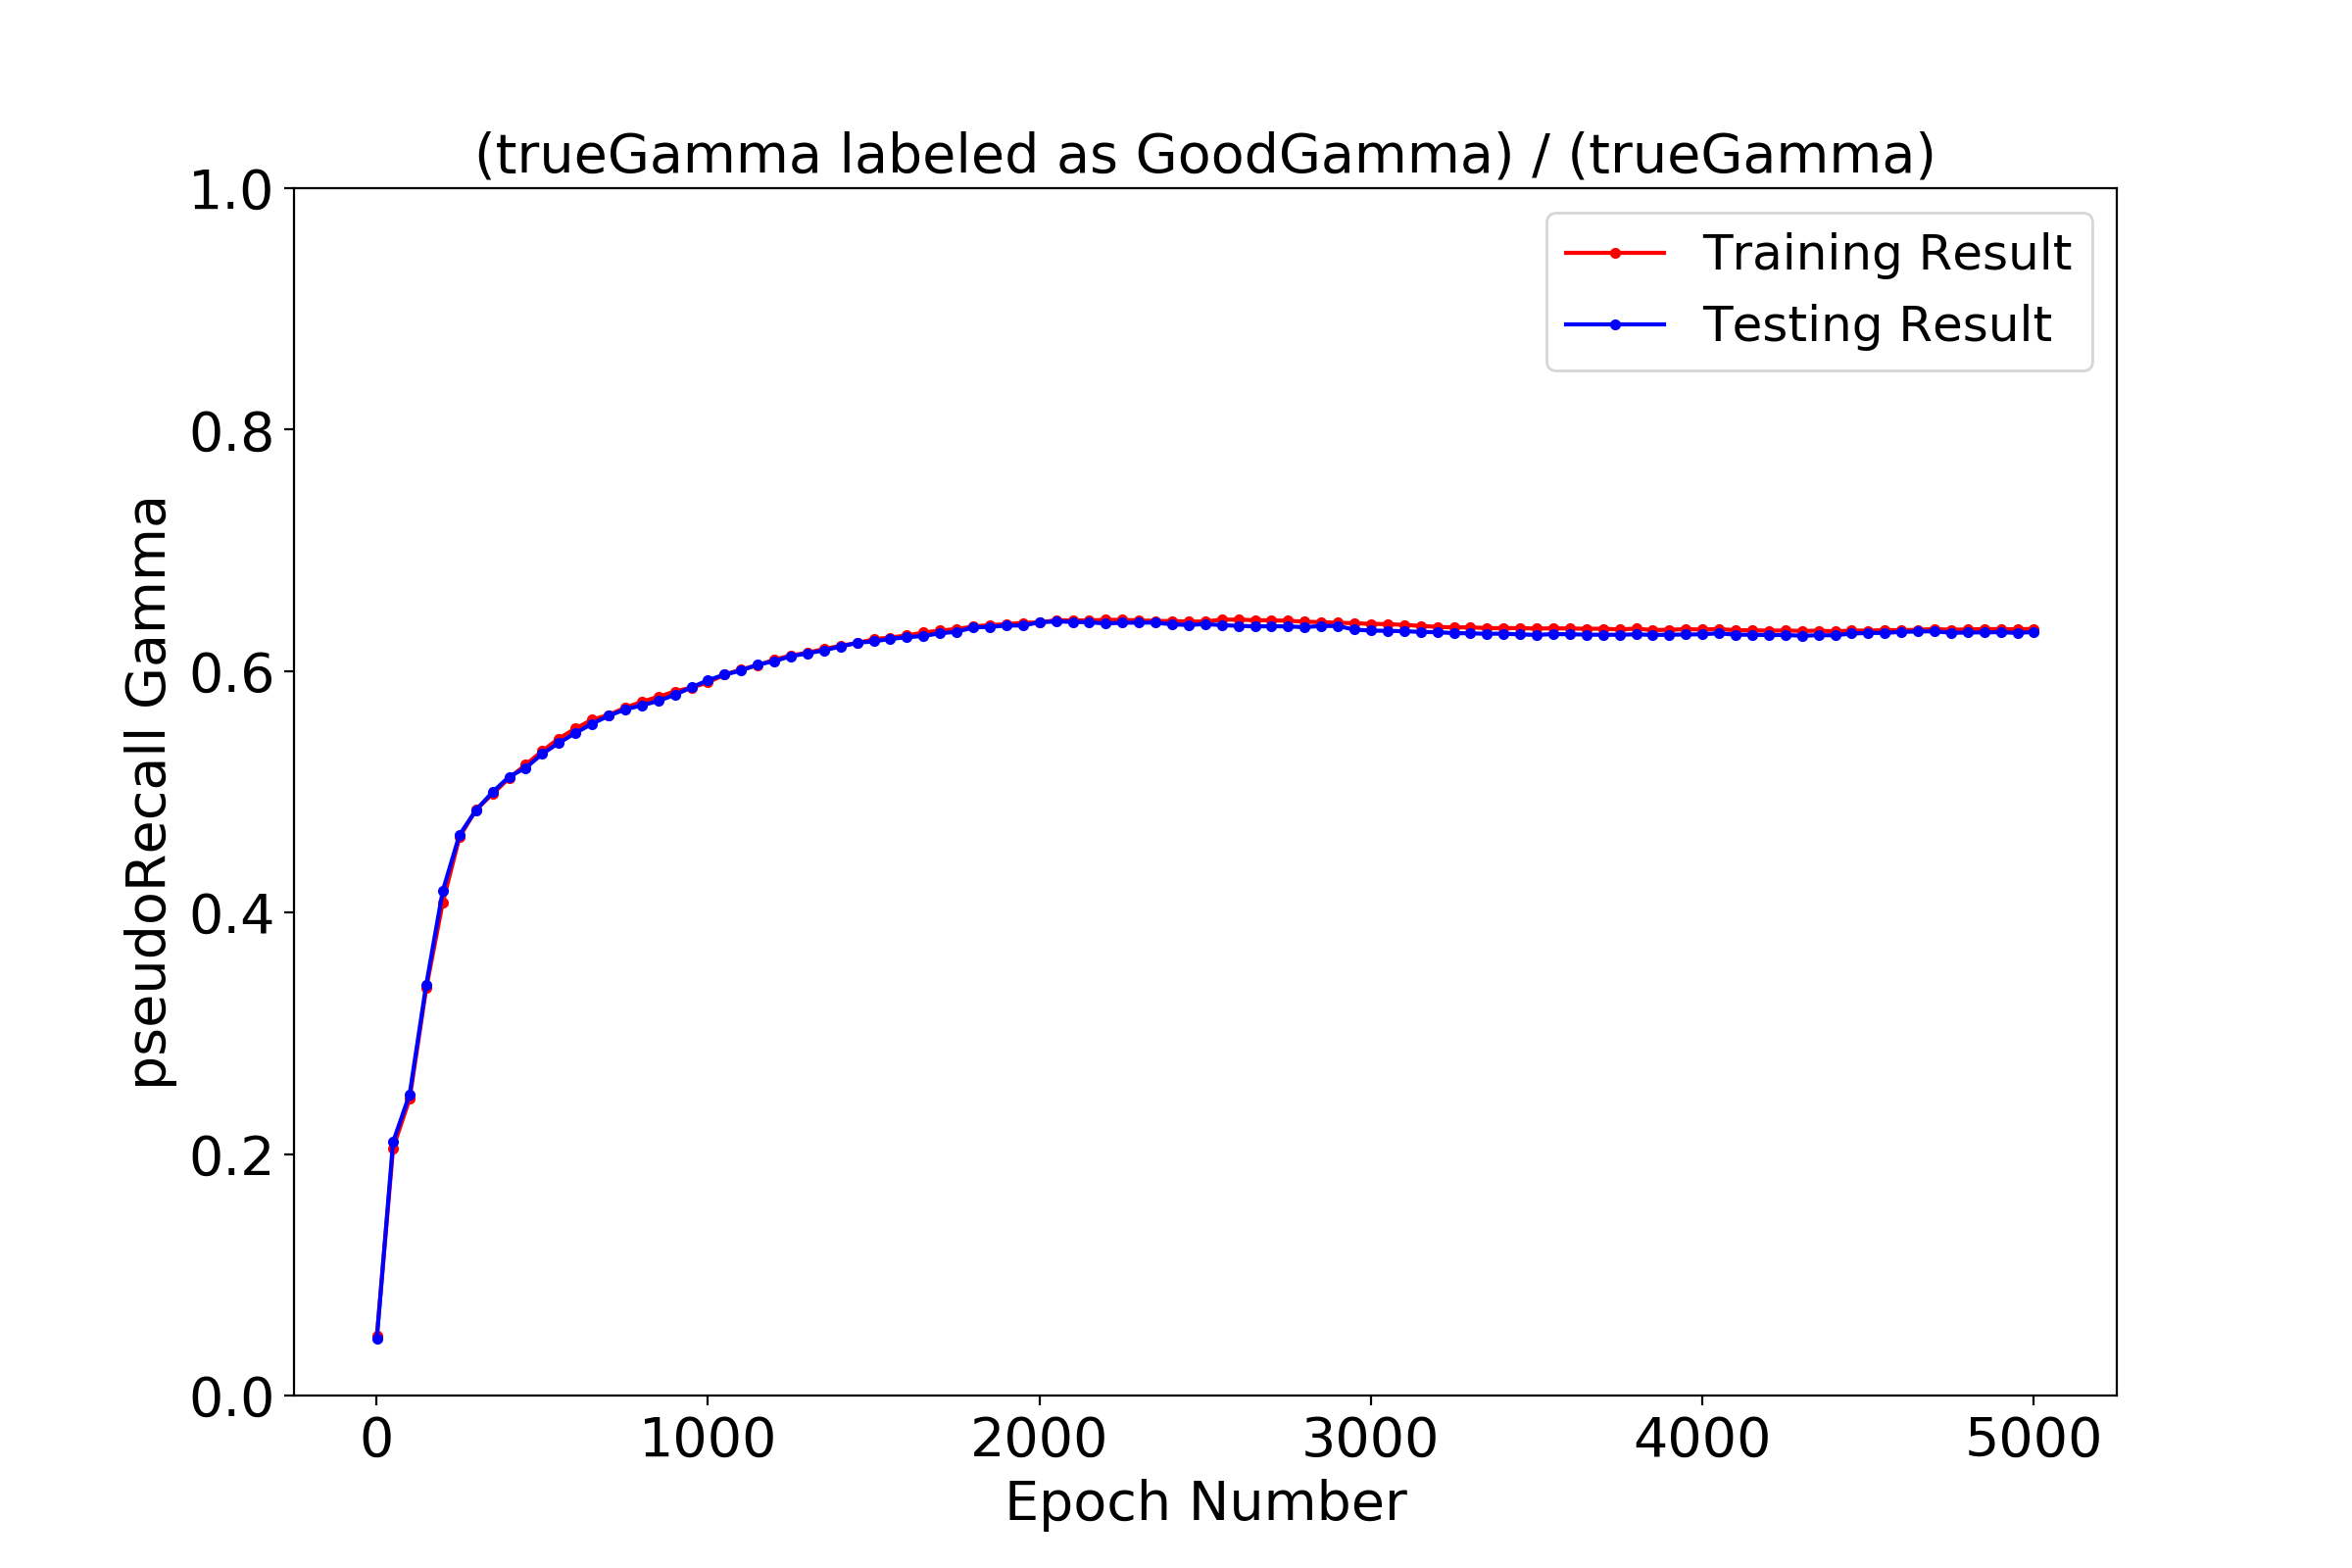 (trueGamma labeled as GoodGamma) / (trueGamma)
1.0
0.8
0.6
0.4
0.2
0.0
pseudoRecall Gamma
Training Result
Testing Result
0 1000 2000 3000 4000 5000
Epoch Number